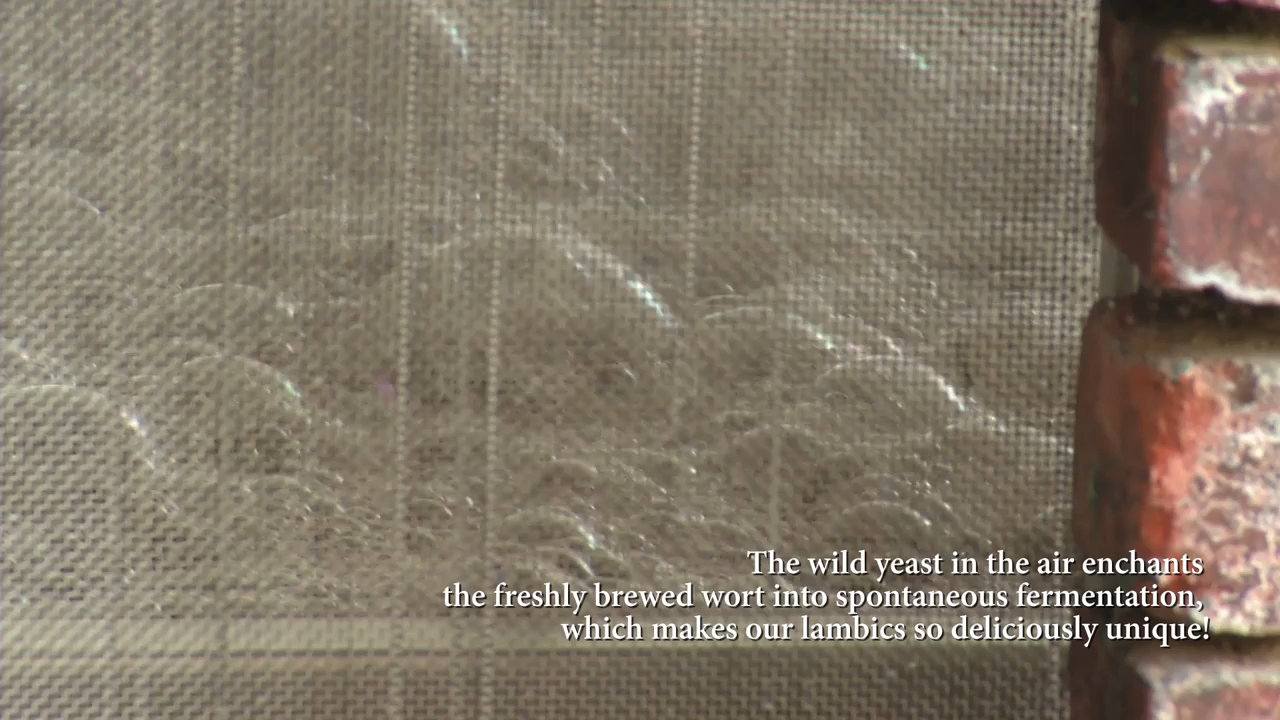 The wild yeast in the air enchants
the freshly brewed wort into spontaneous fermentation,
which makes our lambics so deliciously unique!